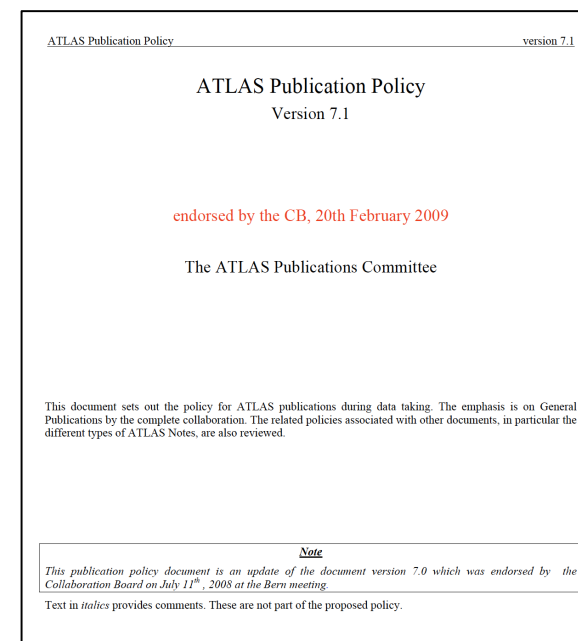 ATLAS Publication Policy version 7.1
ATLAS Publication Policy
Version 7.1
endorsed by the CB, 20th February 2009
The ATLAS Publications Committee
This document sets out the policy for ATLAS publications during data taking. The emphasis is on General
Publications by the complete collaboration. The related policies associated with other documents, in particular the
different types of ATLAS Notes, are also reviewed.
Note
This publication policy document is an update of the document version 7.0 which was endorsed by the
Collaboration Board on July 11th , 2008 at the Bern meeting.
Text in italics provides comments. These are not part of the proposed policy.